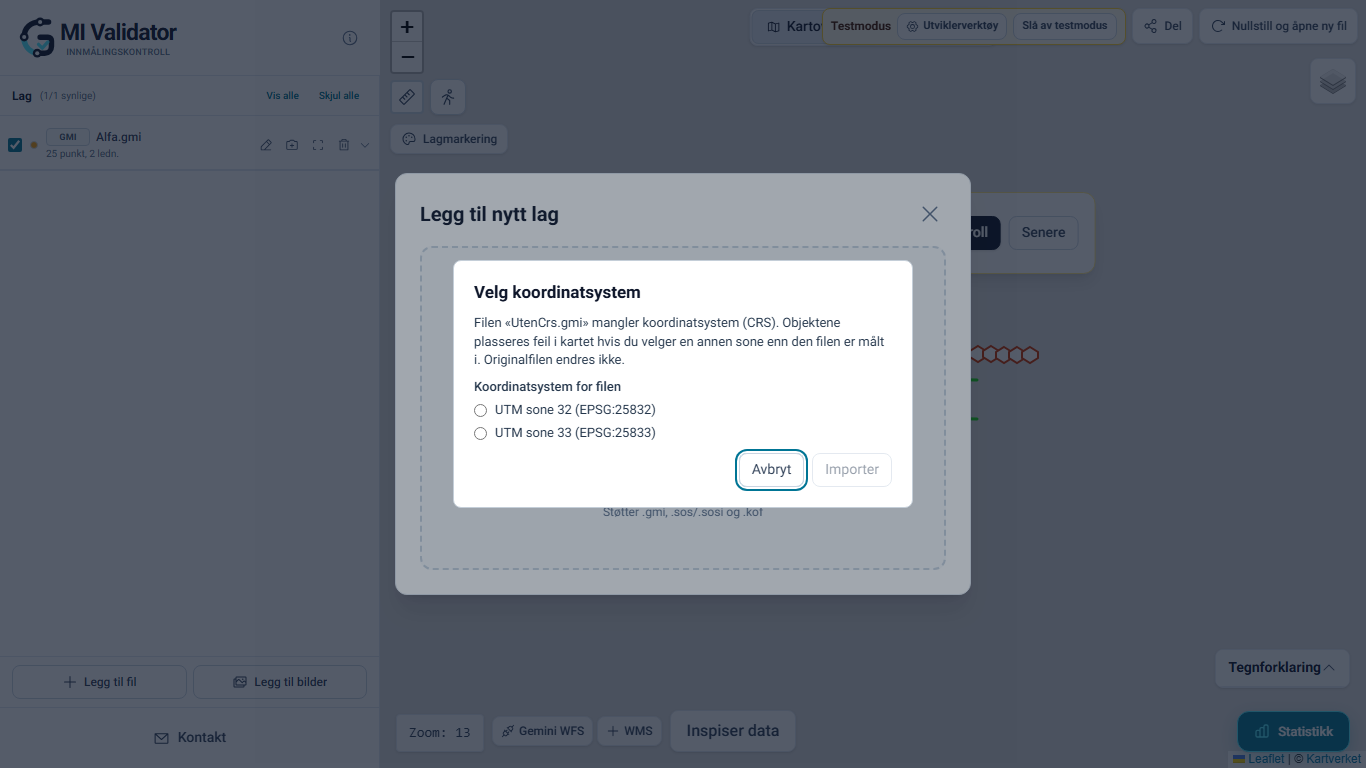 MI Validator
INNMÅLINGSKONTROLL
Lag (1/1 synlige) Vis alle Skjul alle
GMI Alfa.gmi
25 punkt, 2 ledn.
Legg til fil
Legg til bilder
Kontakt
+
−
Karto
Testmodus
Utviklerverktøy
Slå av testmodus
Del
Nullstill og åpne ny fil
Lagmarkering
Legg til nytt lag
roll
Senere
Velg koordinatsystem
Filen «UtenCrs.gmi» mangler koordinatsystem (CRS). Objektene
plasseres feil i kartet hvis du velger en annen sone enn den filen er målt
i. Originalfilen endres ikke.
Koordinatsystem for filen
UTM sone 32 (EPSG:25832)
UTM sone 33 (EPSG:25833)
Avbryt
Importer
Støtter .gmi, .sos/.sosi og .kof
Tegnforklaring
Zoom: 13
Gemini WFS
WMS
Inspiser data
Statistikk
Leaflet | © Kartverket